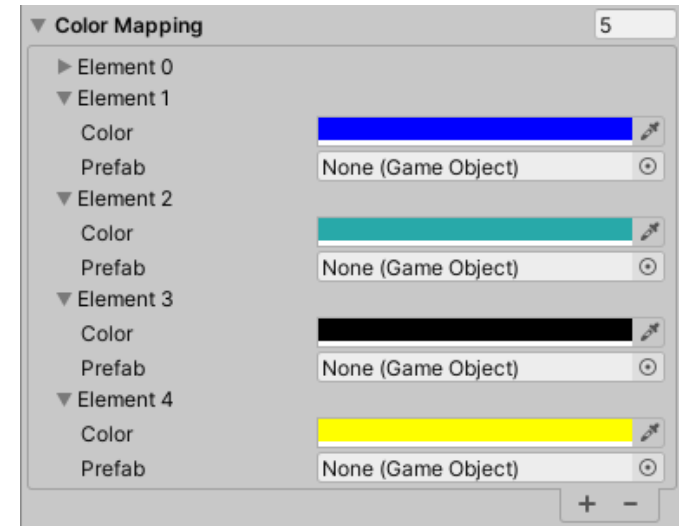 Color Mapping 5
Element 0
Element 1
Color
Prefab None (Game Object)
Element 2
Color
Prefab None (Game Object)
Element 3
Color
Prefab None (Game Object)
Element 4
Color
Prefab None (Game Object)
+ -